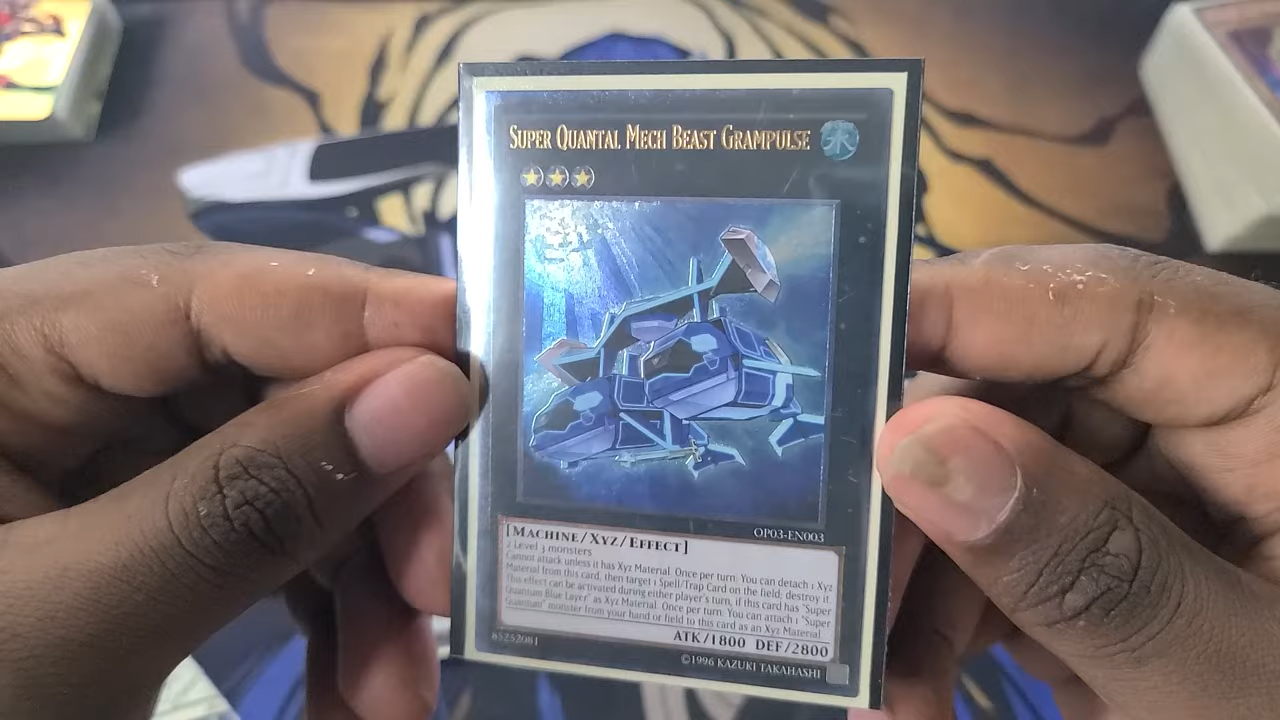 SUPER QUANTAL MECH BEAST GRAMPULSE
水
OP03-EN003
[MACHINE/XYZ/EFFECT]
2 Level 3 monsters
Cannot attack unless it has Xyz Material. Once per turn: You can detach 1 Xyz
Material from this card, then target 1 Spell/Trap Card on the field; destroy it.
This effect can be activated during either player's turn, if this card has "Super
Quantum Blue Layer" as Xyz Material. Once per turn: You can attach 1 "Super
Quantum" monster from your hand or field to this card as an Xyz Material.
ATK/1800 DEF/2800
85252081
©1996 KAZUKI TAKAHASHI